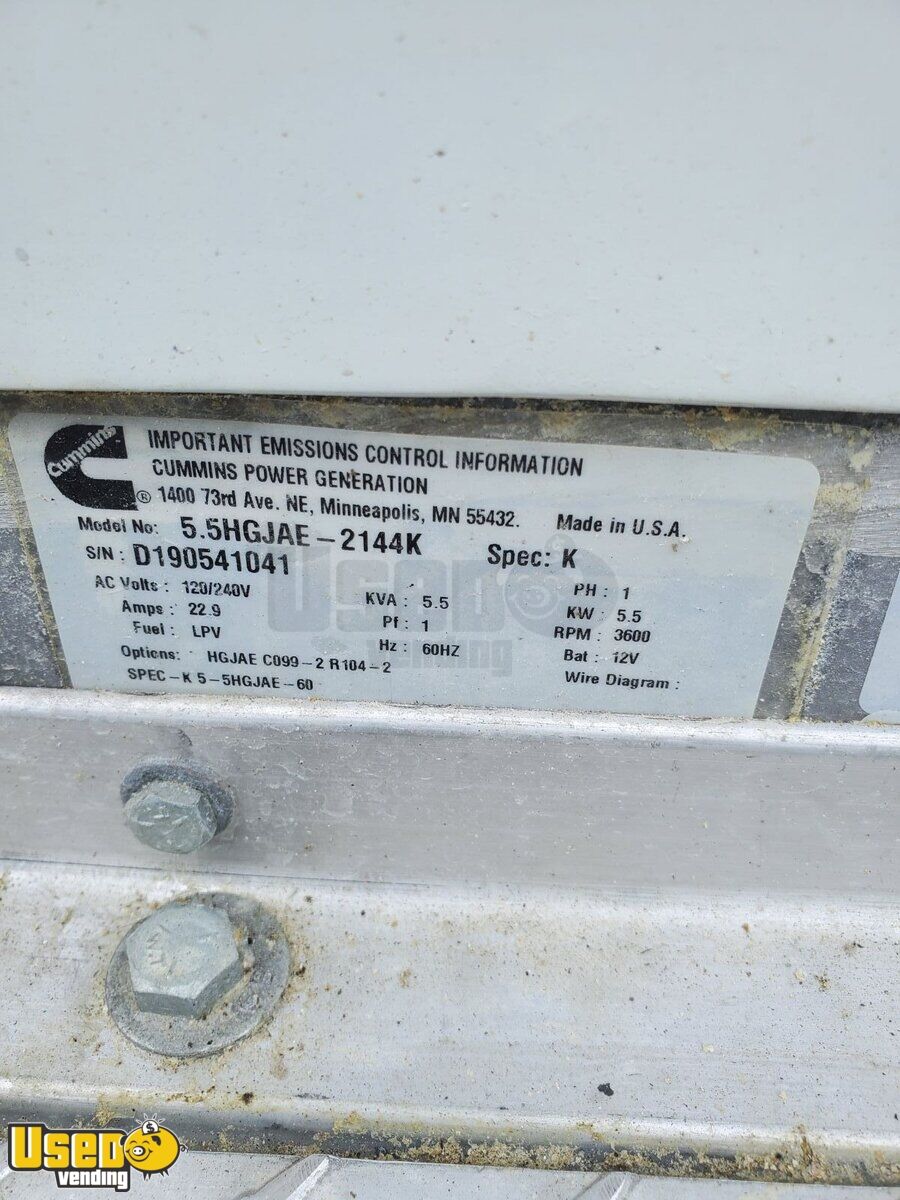 Cummins
®
IMPORTANT EMISSIONS CONTROL INFORMATION
CUMMINS POWER GENERATION
1400 73rd Ave. NE, Minneapolis, MN 55432.
Made in U.S.A.
Model No: 5.5HGJAE-2144K
Spec: K
S/N : D190541041
AC Volts : 120/240V
KVA : 5.5
PH : 1
Amps : 22.9
Pf : 1
KW : 5.5
Fuel : LPV
Hz : 60HZ
RPM : 3600
Options: HGJAE C099-2 R104-2
Bat : 12V
SPEC-K 5-5HGJAE-60
Wire Diagram :
USED vending
USED vending